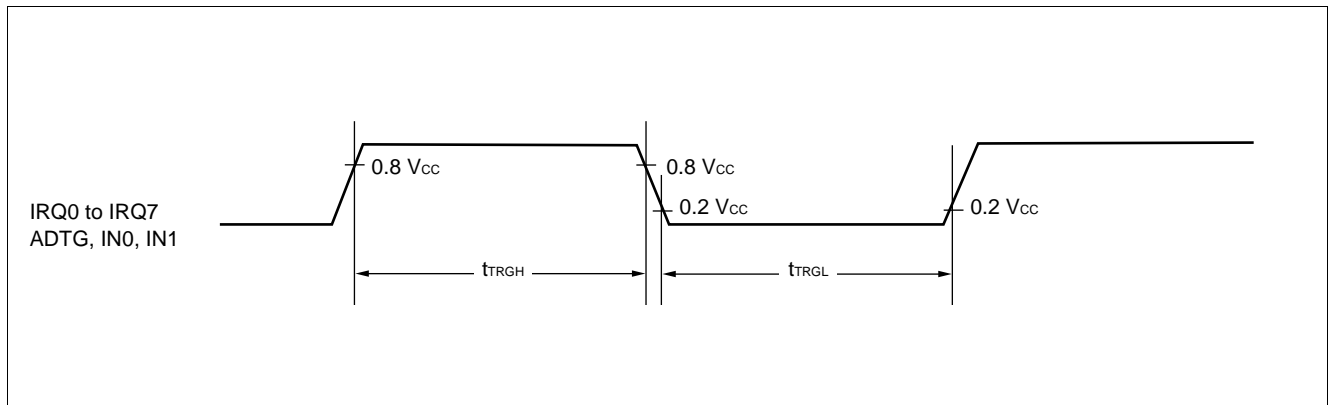 0.8 VCC
0.8 VCC
IRQ0 to IRQ7
ADTG, IN0, IN1
0.2 VCC
0.2 VCC
tTRGH
tTRGL